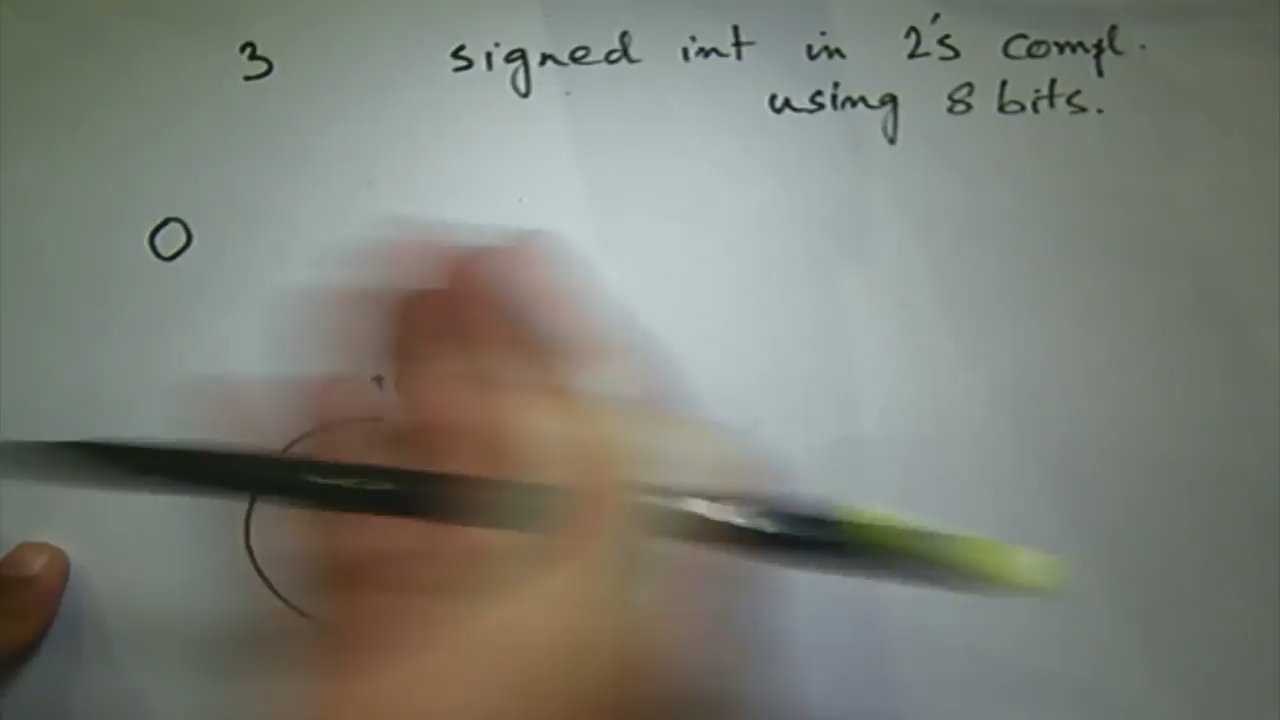 3 signed int in 2's compl.
using 8 bits.
0